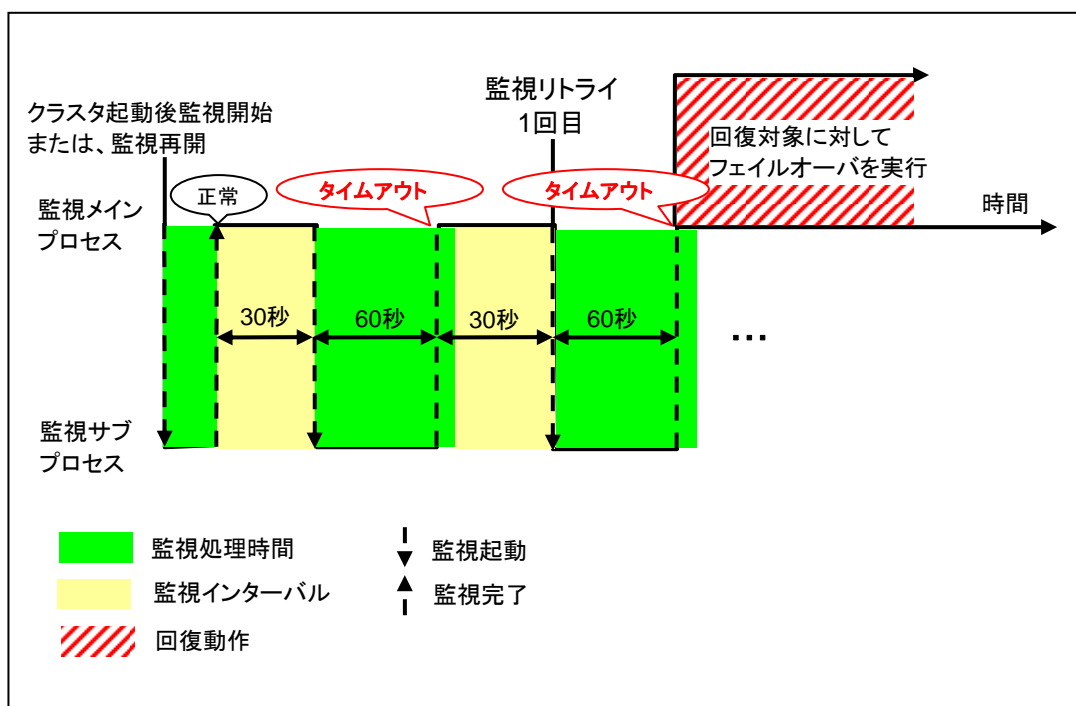 クラスタ起動後監視開始
または、監視再開
監視リトライ
1回目
正常
タイムアウト
タイムアウト
回復対象に対して
フェイルオーバを実行
時間
監視メイン
プロセス
30秒
60秒
30秒
60秒
…
監視サブ
プロセス
監視処理時間
監視起動
監視インターバル
監視完了
回復動作